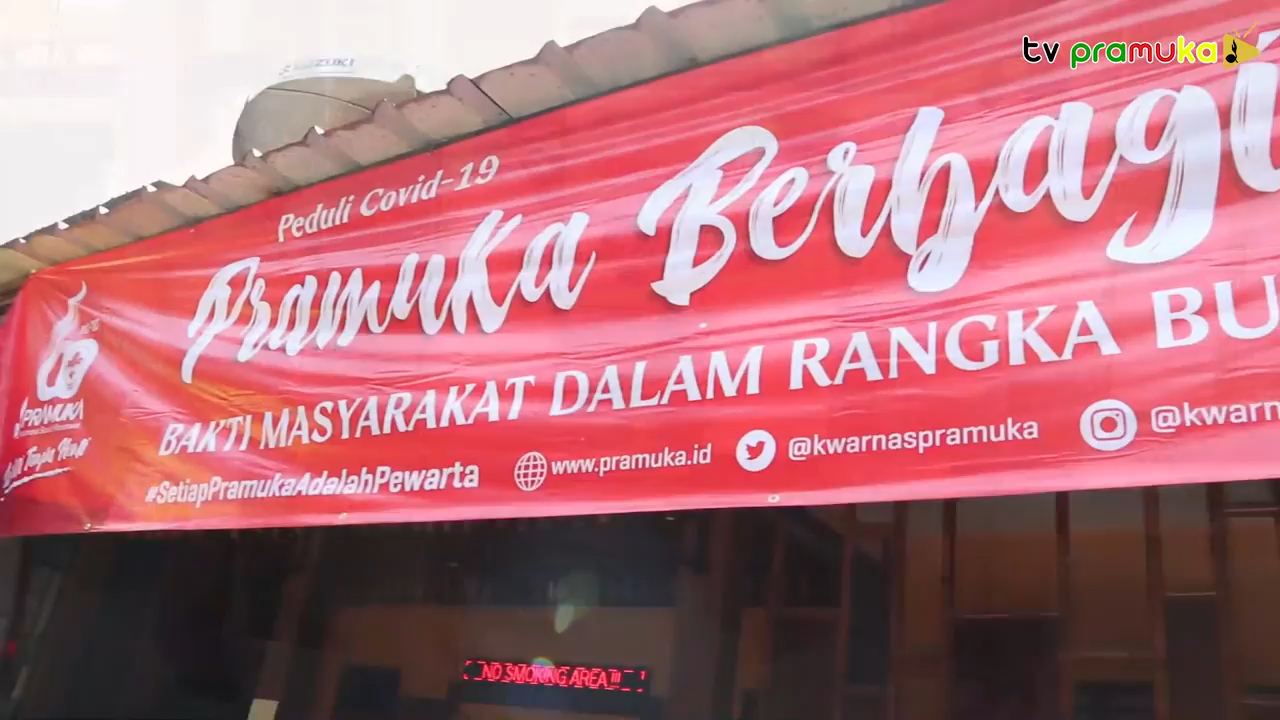 tv pramuka
Peduli Covid-19
Pramuka Berbagi
BAKTI MASYARAKAT DALAM RANGKA BU
#SetiapPramukaAdalahPewarta www.pramuka.id @kwarnaspramuka @kwarn
PRAMUKA
NO SMOKING AREA !!!